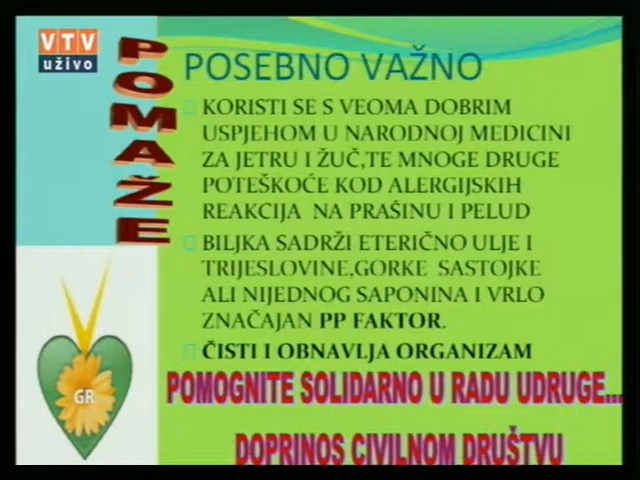 VTV
uživo
POMAŽE
POSEBNO VAŽNO
KORISTI SE S VEOMA DOBRIM
USPJEHOM U NARODNOJ MEDICINI
ZA JETRU I ŽUČ,TE MNOGE DRUGE
POTEŠKOĆE KOD ALERGIJSKIH
REAKCIJA NA PRAŠINU I PELUD
BILJKA SADRŽI ETERIČNO ULJE I
TRIJESLOVINE,GORKE SASTOJKE
ALI NIJEDNOG SAPONINA I VRLO
ZNAČAJAN PP FAKTOR.
ČISTI I OBNAVLJA ORGANIZAM
GR
POMOGNITE SOLIDARNO U RADU UDRUGE...
DOPRINOS CIVILNOM DRUŠTVU